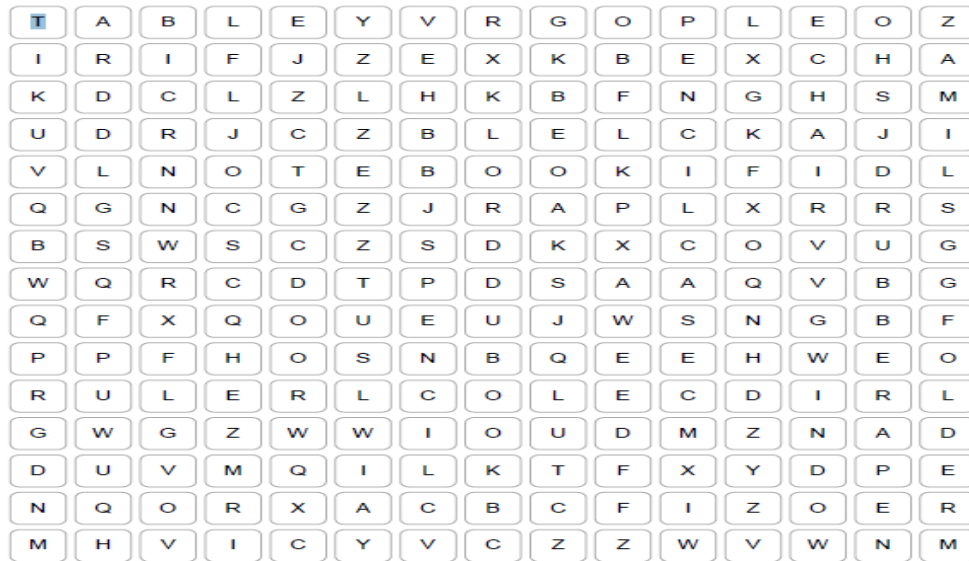 T A B L E Y V R G O P L E O Z
I R I F J Z E X K B E X C H A
K D C L Z L H K B F N G H S M
U D R J C Z B L E L C K A J I
V L N O T E B O O K I F I D L
Q G N C G Z J R A P L X R R S
B S W S C Z S D K X C O V U G
W Q R C D T P D S A A Q V B G
Q F X Q O U E U J W S N G B F
P P F H O S N B Q E E H W E O
R U L E R L C O L E C D I R L
G W G Z W W I O U D M Z N A D
D U V M Q I L K T F X Y D P E
N Q O R X A C B C F I Z O E R
M H V I C Y V C Z Z W V W N M